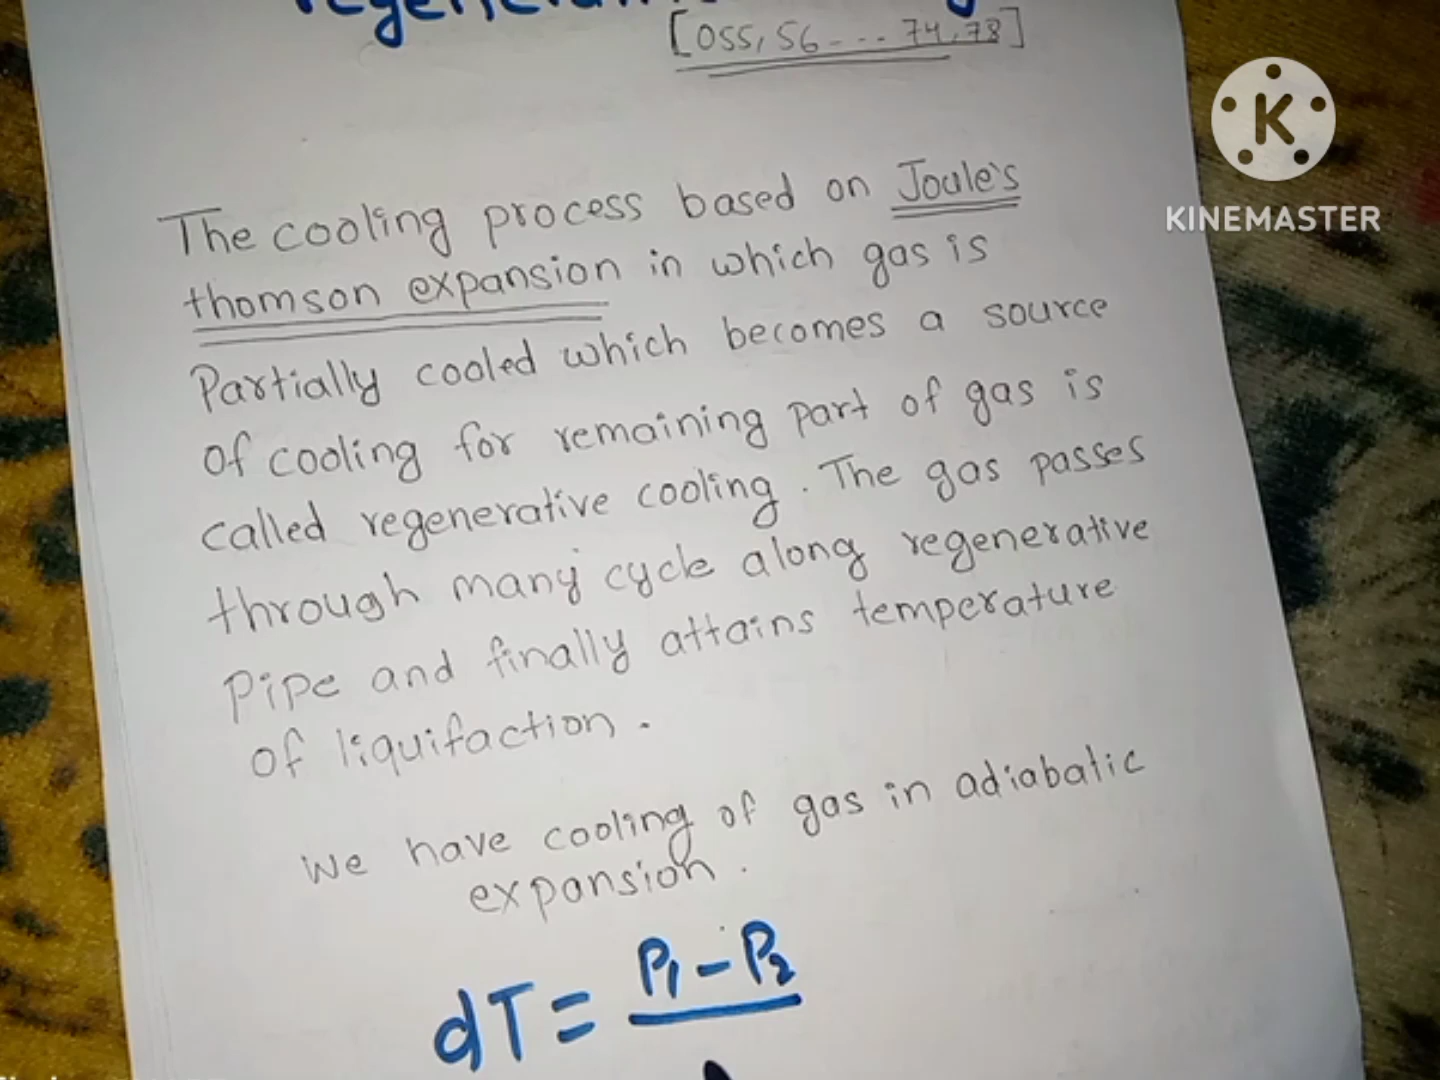 [055, 56 - - - 74, 78]
K
KINEMASTER
The cooling process based on Joule's
thomson expansion in which gas is
Partially cooled which becomes a source
of cooling for remaining part of gas is
called regenerative cooling. The gas passes
through many cycle along regenerative
Pipe and finally attains temperature
of liquifaction.
We have cooling of gas in adiabatic
expansion.
dT = P₁ - P₂